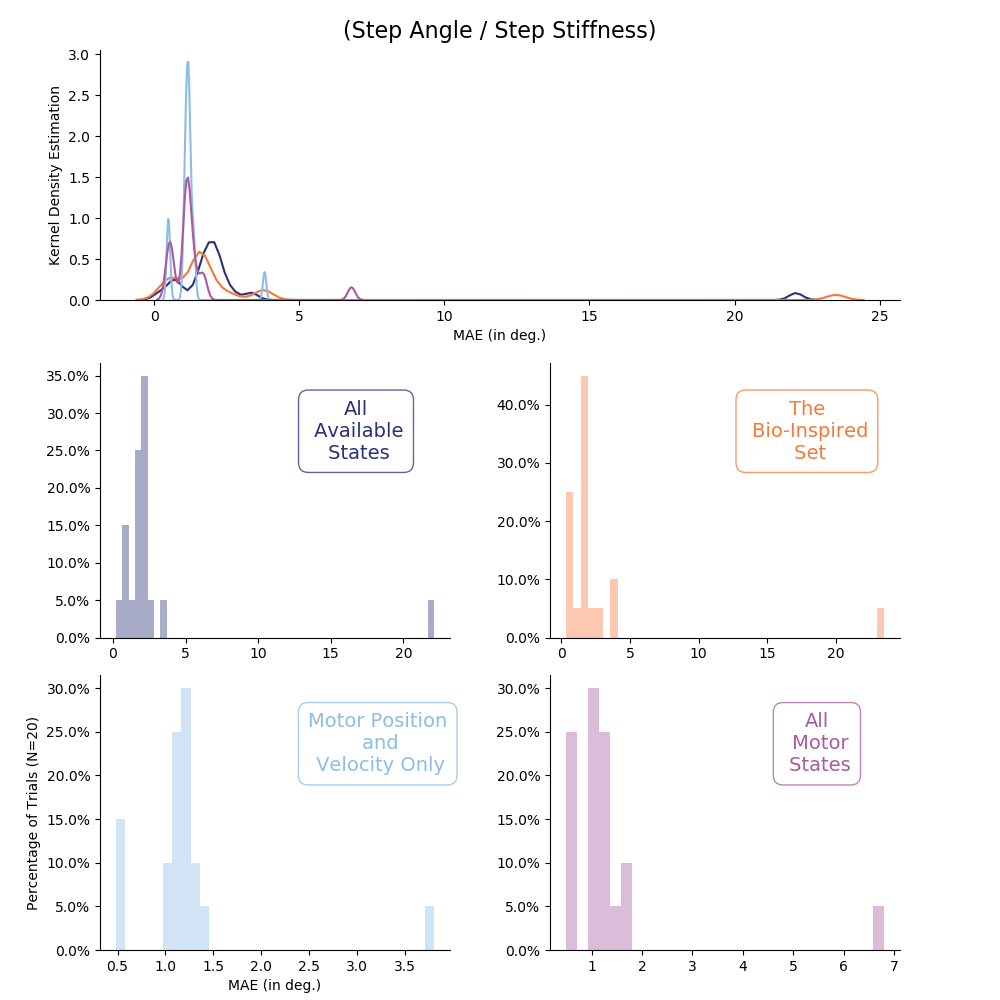 (Step Angle / Step Stiffness)
Kernel Density Estimation
3.0
2.5
2.0
1.5
1.0
0.5
0.0
0 5 10 15 20 25
MAE (in deg.)
35.0%
30.0%
25.0%
20.0%
15.0%
10.0%
5.0%
0.0%
0 5 10 15 20
All
Available
States
40.0%
30.0%
20.0%
10.0%
0.0%
0 5 10 15 20
The
Bio-Inspired
Set
Percentage of Trials (N=20)
30.0%
25.0%
20.0%
15.0%
10.0%
5.0%
0.0%
0.5 1.0 1.5 2.0 2.5 3.0 3.5
MAE (in deg.)
Motor Position
and
Velocity Only
30.0%
25.0%
20.0%
15.0%
10.0%
5.0%
0.0%
1 2 3 4 5 6 7
All
Motor
States